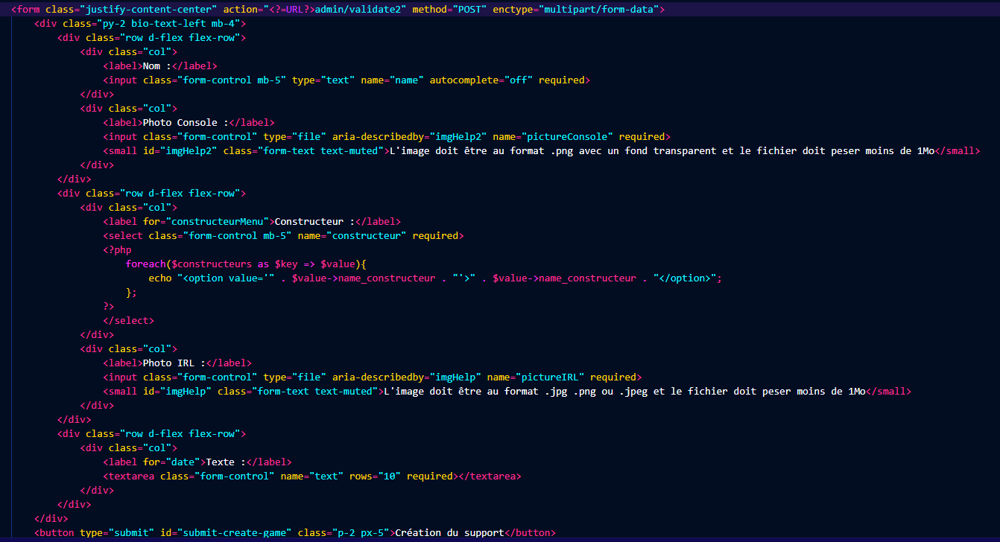 <form class="justify-content-center" action="<?=URL?>admin/validate2" method="POST" enctype="multipart/form-data">
<div class="py-2 bio-text-left mb-4">
<div class="row d-flex flex-row">
<div class="col">
<label>Nom :</label>
<input class="form-control mb-5" type="text" name="name" autocomplete="off" required>
</div>
<div class="col">
<label>Photo Console :</label>
<input class="form-control" type="file" aria-describedby="imgHelp2" name="pictureConsole" required>
<small id="imgHelp2" class="form-text text-muted">L'image doit être au format .png avec un fond transparent et le fichier doit peser moins de 1Mo</small>
</div>
</div>
<div class="row d-flex flex-row">
<div class="col">
<label for="constructeurMenu">Constructeur :</label>
<select class="form-control mb-5" name="constructeur" required>
<?php
foreach($constructeurs as $key => $value){
echo "<option value='" . $value->name_constructeur . "'>" . $value->name_constructeur . "</option>";
};
?>
</select>
</div>
<div class="col">
<label>Photo IRL :</label>
<input class="form-control" type="file" aria-describedby="imgHelp" name="pictureIRL" required>
<small id="imgHelp" class="form-text text-muted">L'image doit être au format .jpg .png ou .jpeg et le fichier doit peser moins de 1Mo</small>
</div>
</div>
<div class="row d-flex flex-row">
<div class="col">
<label for="date">Texte :</label>
<textarea class="form-control" name="text" rows="10" required></textarea>
</div>
</div>
</div>
<button type="submit" id="submit-create-game" class="p-2 px-5">Création du support</button>